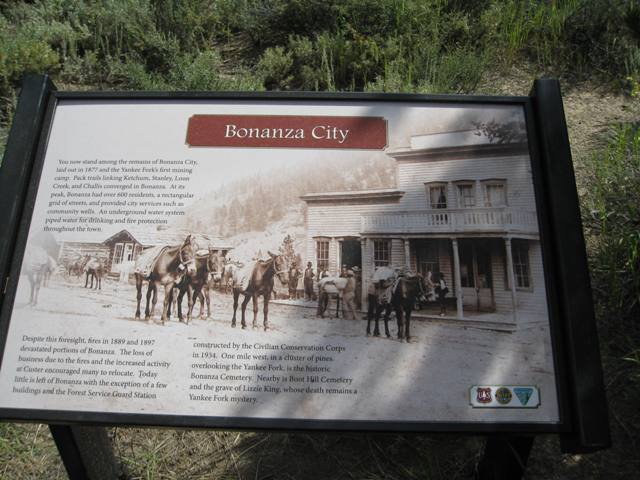 Bonanza City
You now stand among the remains of Bonanza City,
laid out in 1877 and the Yankee Fork's first mining
camp. Pack trails linking Ketchum, Stanley, Loon
Creek, and Challis converged in Bonanza. At its
peak, Bonanza had over 600 residents, a rectangular
grid of streets, and provided city services such as
community wells. An underground water system
piped water for drinking and fire protection
throughout the town.
Despite this foresight, fires in 1889 and 1897
devastated portions of Bonanza. The loss of
business due to the fires and the increased activity
at Custer encouraged many to relocate. Today
little is left of Bonanza with the exception of a few
buildings and the Forest Service Guard Station
constructed by the Civilian Conservation Corps
in 1934. One mile west, in a cluster of pines,
overlooking the Yankee Fork, is the historic
Bonanza Cemetery. Nearby is Boot Hill Cemetery
and the grave of Lizzie King, whose death remains a
Yankee Fork mystery.